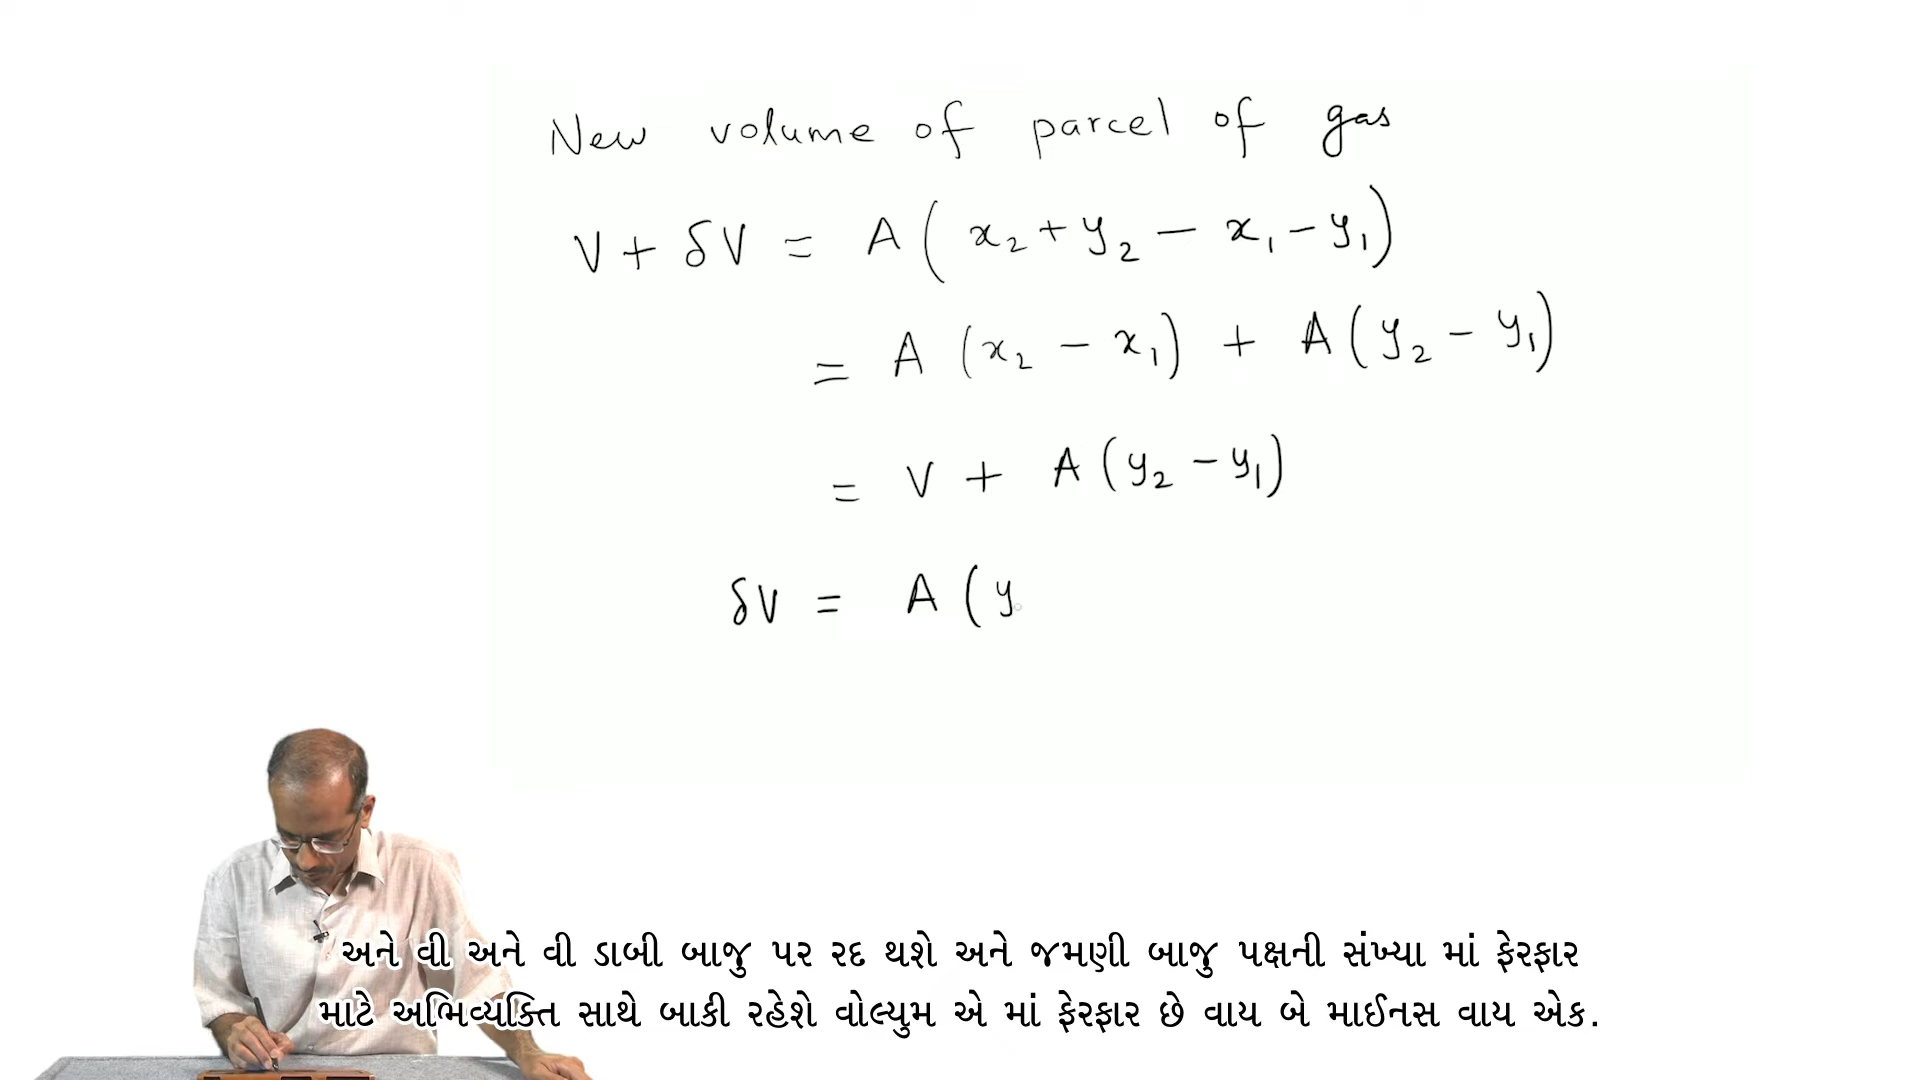 New volume of parcel of gas
V + δV = A ( x₂ + y₂ − x₁ − y₁ )
= A ( x₂ − x₁ ) + A ( y₂ − y₁ )
= V + A ( y₂ − y₁ )
δV = A ( y
અને વી અને વી ડાબી બાજુ પર રદ થશે અને જમણી બાજુ પક્ષની સંખ્યા માં ફેરફાર
માટે અભિવ્યક્તિ સાથે બાકી રહેશે વોલ્યુમ એ માં ફેરફાર છે વાય બે માઈનસ વાય એક.